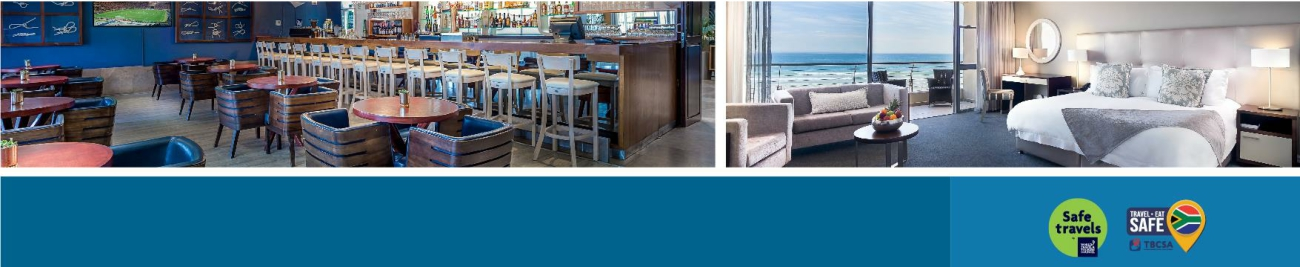 Safe
travels
TRAVEL • EAT
SAFE
TBCSA